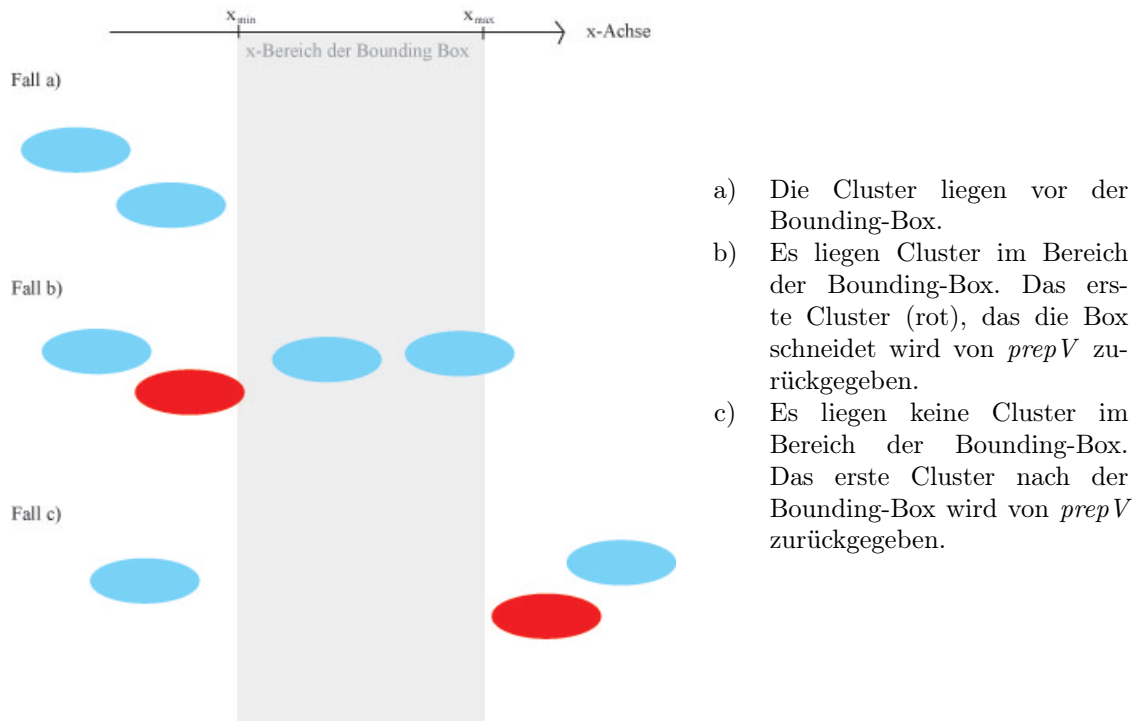 x_min x_max
x-Achse
x-Bereich der Bounding Box
Fall a)
Fall b)
Fall c)
a) Die Cluster liegen vor der
Bounding-Box.
b) Es liegen Cluster im Bereich
der Bounding-Box. Das ers-
te Cluster (rot), das die Box
schneidet wird von prepV zu-
rückgegeben.
c) Es liegen keine Cluster im
Bereich der Bounding-Box.
Das erste Cluster nach der
Bounding-Box wird von prepV
zurückgegeben.